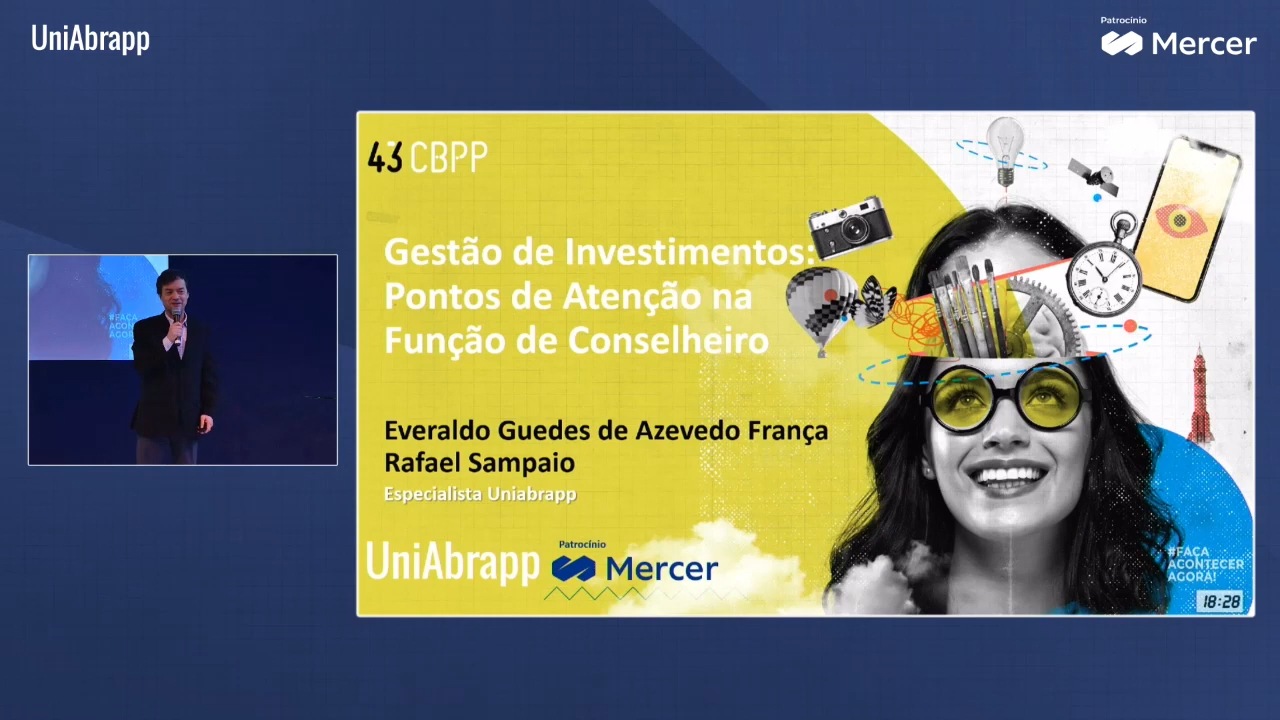 UniAbrapp
Patrocínio
Mercer
43 CBPP
Gestão de Investimentos:
Pontos de Atenção na
Função de Conselheiro
Everaldo Guedes de Azevedo França
Rafael Sampaio
Especialista Uniabrapp
UniAbrapp
Patrocínio
Mercer
#FAÇA
ACONTECER
AGORA!
18:28
#FAÇA